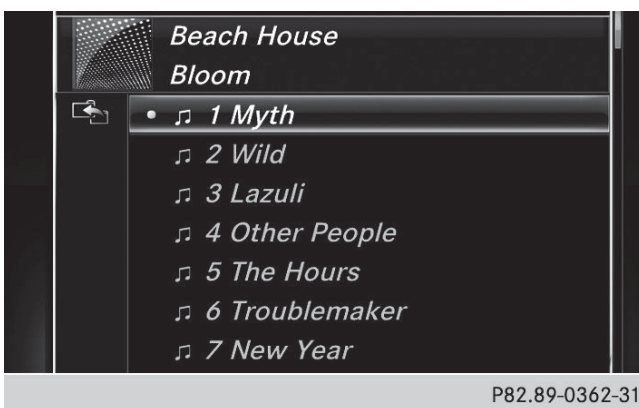 Beach House
Bloom
1 Myth
2 Wild
3 Lazuli
4 Other People
5 The Hours
6 Troublemaker
7 New Year
P82.89-0362-31